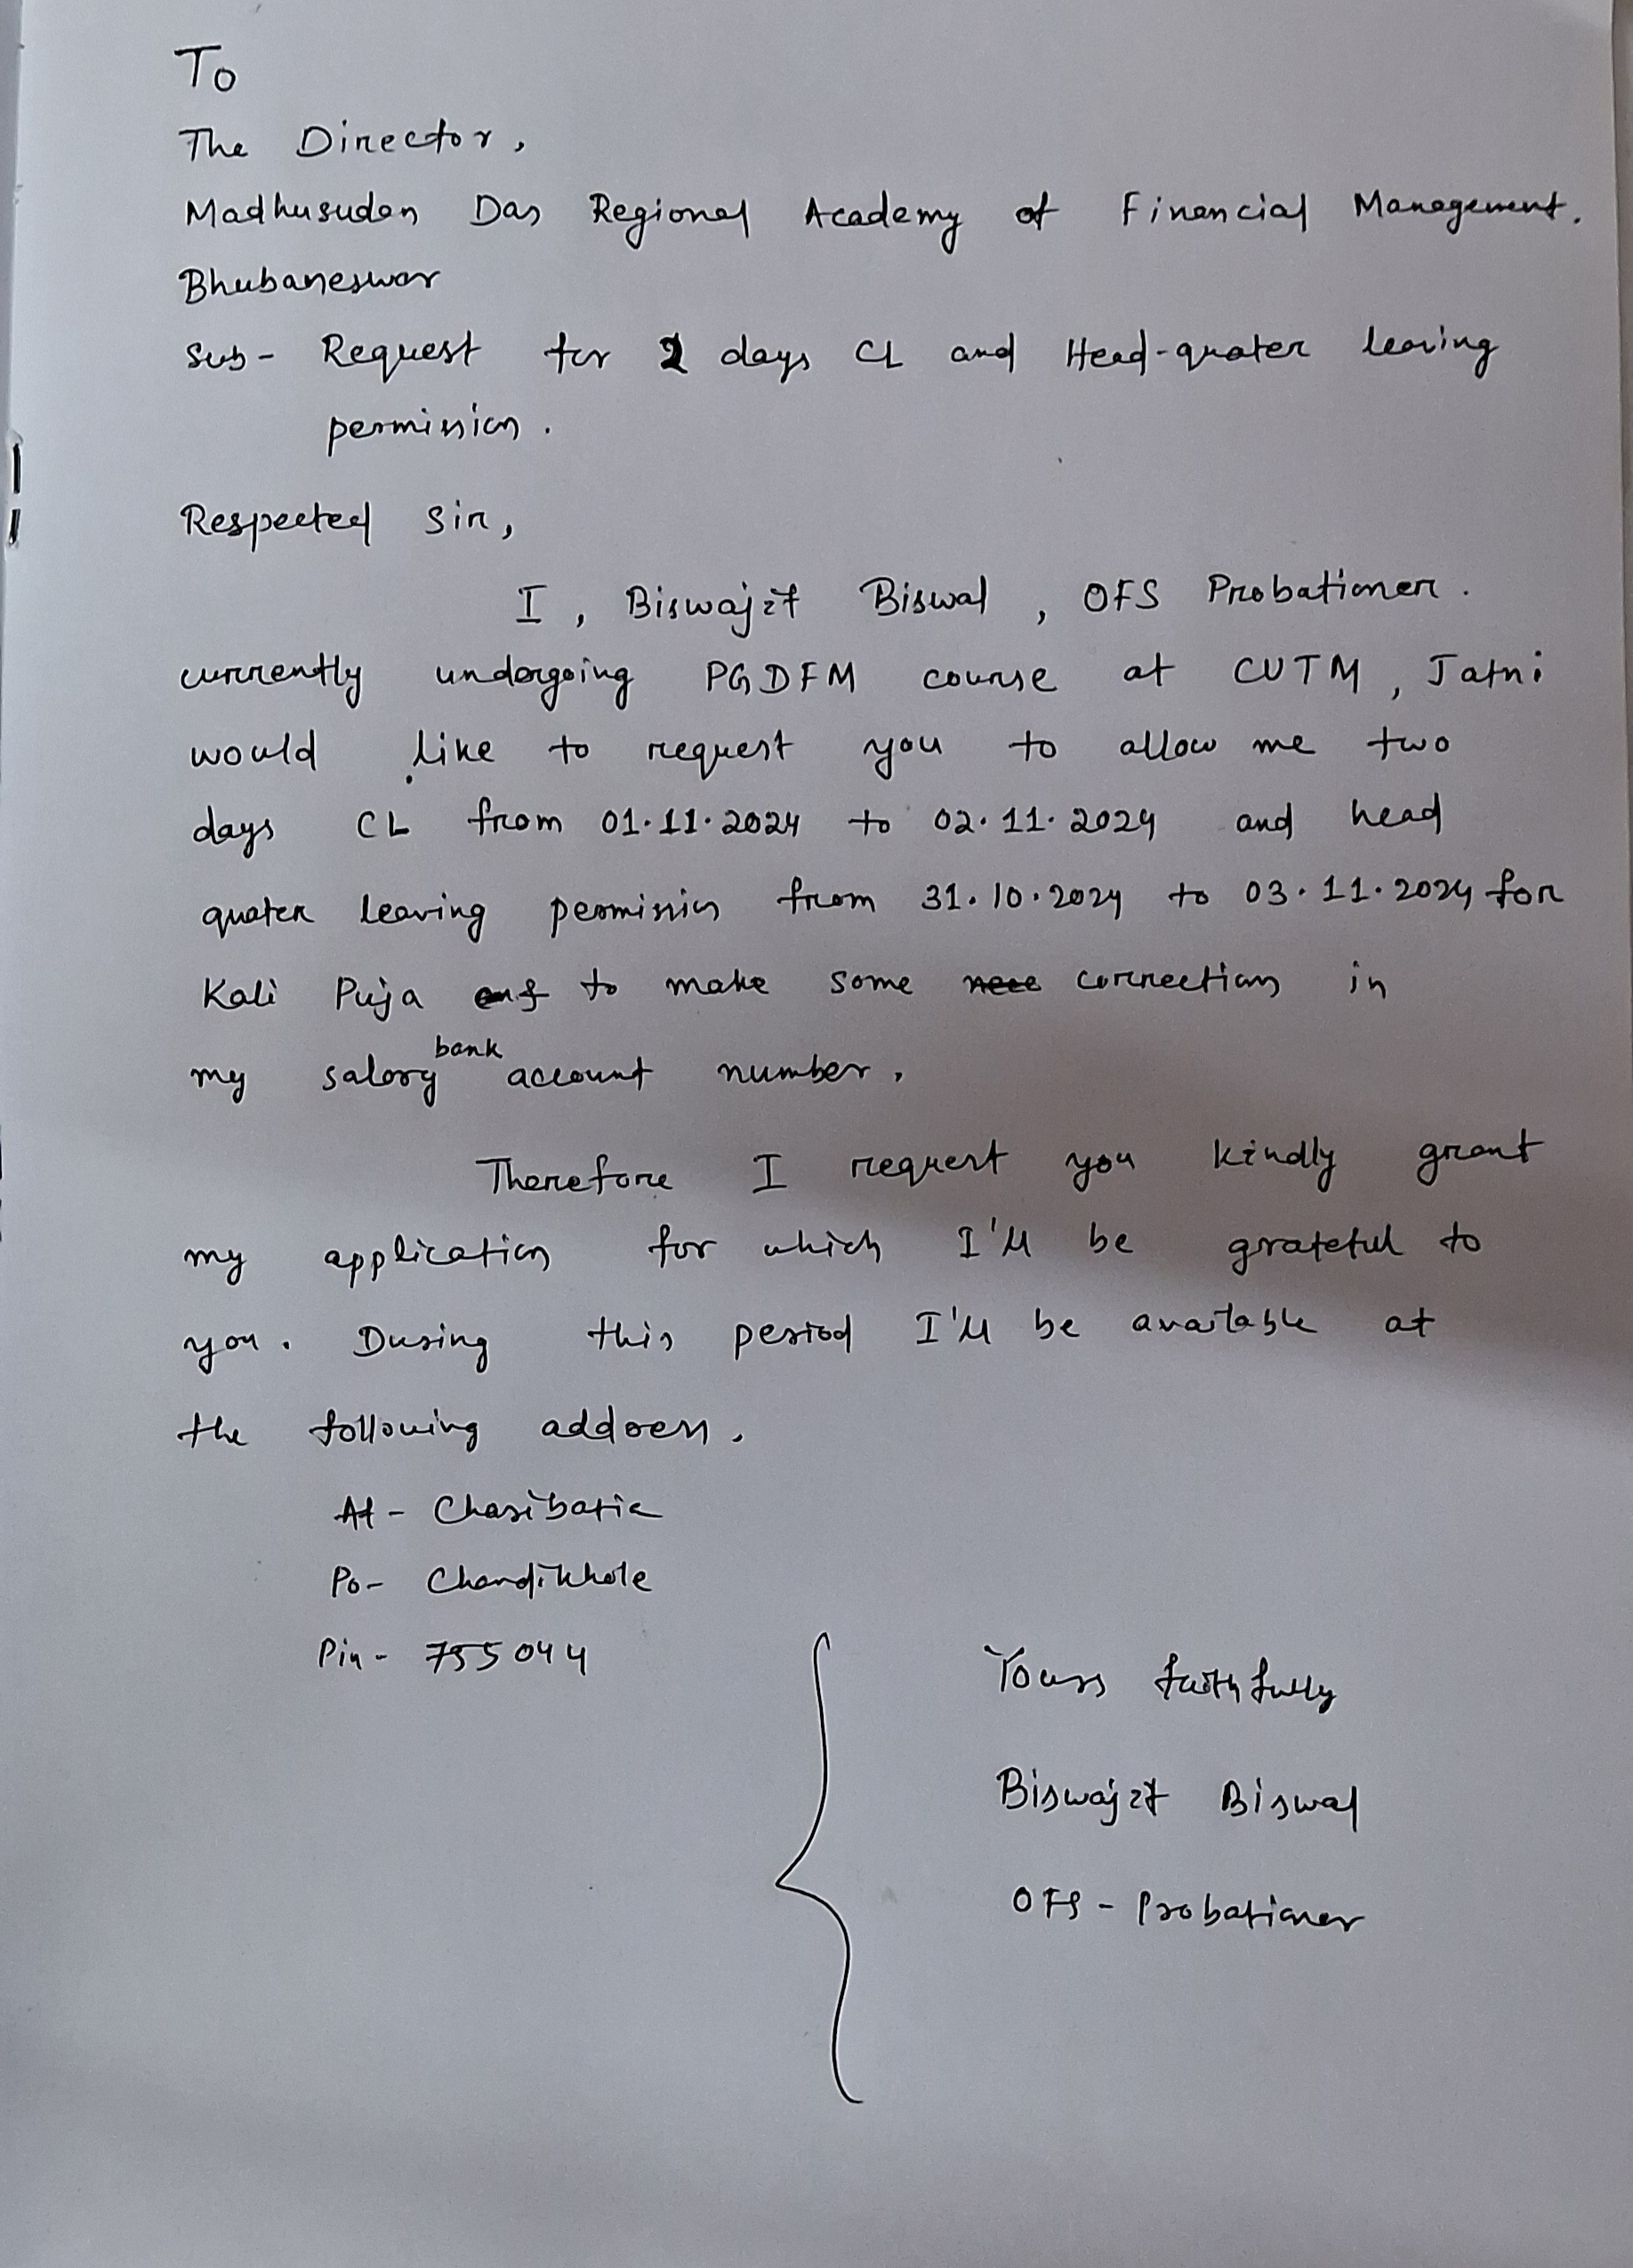 To
The Director,
Madhusudan Das Regional Academy of Financial Management.
Bhubaneswar
Sub- Request for 2 days CL and Head-quater leaving
permission.
Respected Sir,
I, Biswajit Biswal, OFS Probationer.
currently undergoing PGDFM course at CUTM, Jatni
would like to request you to allow me two
days CL from 01.11.2024 to 02.11.2024 and head
quater leaving permission from 31.10.2024 to 03.11.2024 for
Kali Puja to make some correction in
my salary bank account number.
Therefore I request you kindly grant
my application for which I'll be grateful to
you. During this period I'll be available at
the following address.
At- Charibatia
Po- Chandikhole
Pin- 755044
Yours faithfully
Biswajit Biswal
OFS - Probationer